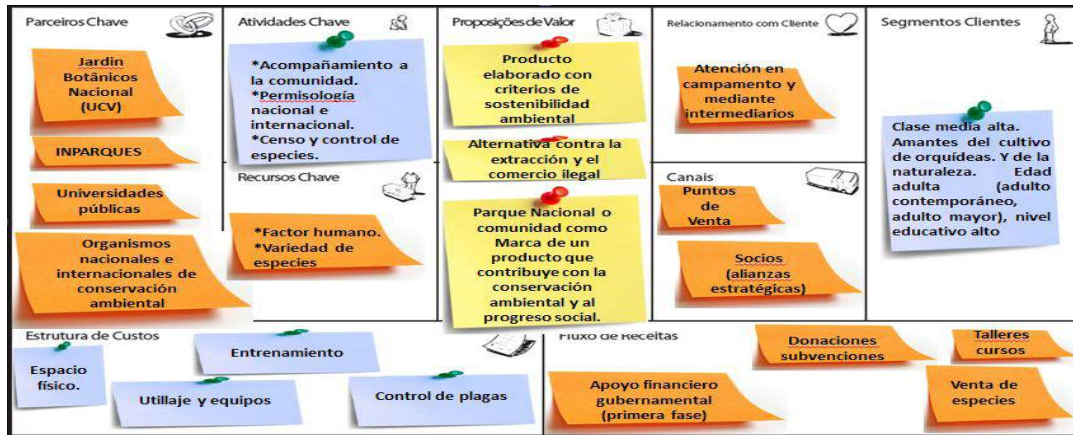 Parceiros Chave
Jardin
Botânicos
Nacional
(UCV)
INPARQUES
Universidades
públicas
Organismos
nacionales e
internacionales de
conservación
ambiental
Atividades Chave
*Acompañamiento a
la comunidad.
*Permisología
nacional e
internacional.
*Censo y control de
especies.
Recursos Chave
*Factor humano.
*Variedad de
especies
Proposições de Valor
Producto
elaborado con
criterios de
sostenibilidad
ambiental
Alternativa contra la
extracción y el
comercio ilegal
Parque Nacional o
comunidad como
Marca de un
producto que
contribuye con la
conservación
ambiental y al
progreso social.
Relacionamento com Cliente
Atención en
campamento y
mediante
intermediarios
Canais
Puntos
de
Venta
Socios
(alianzas
estratégicas)
Segmentos Clientes
Clase media alta.
Amantes del cultivo
de orquídeas. Y de la
naturaleza. Edad
adulta (adulto
contemporáneo,
adulto mayor), nivel
educativo alto
Estrutura de Custos
Espacio
físico.
Entrenamiento
Utillaje y equipos
Control de plagas
Fluxo de Receitas
Donaciones
subvenciones
Talleres
cursos
Apoyo financiero
gubernamental
(primera fase)
Venta de
especies